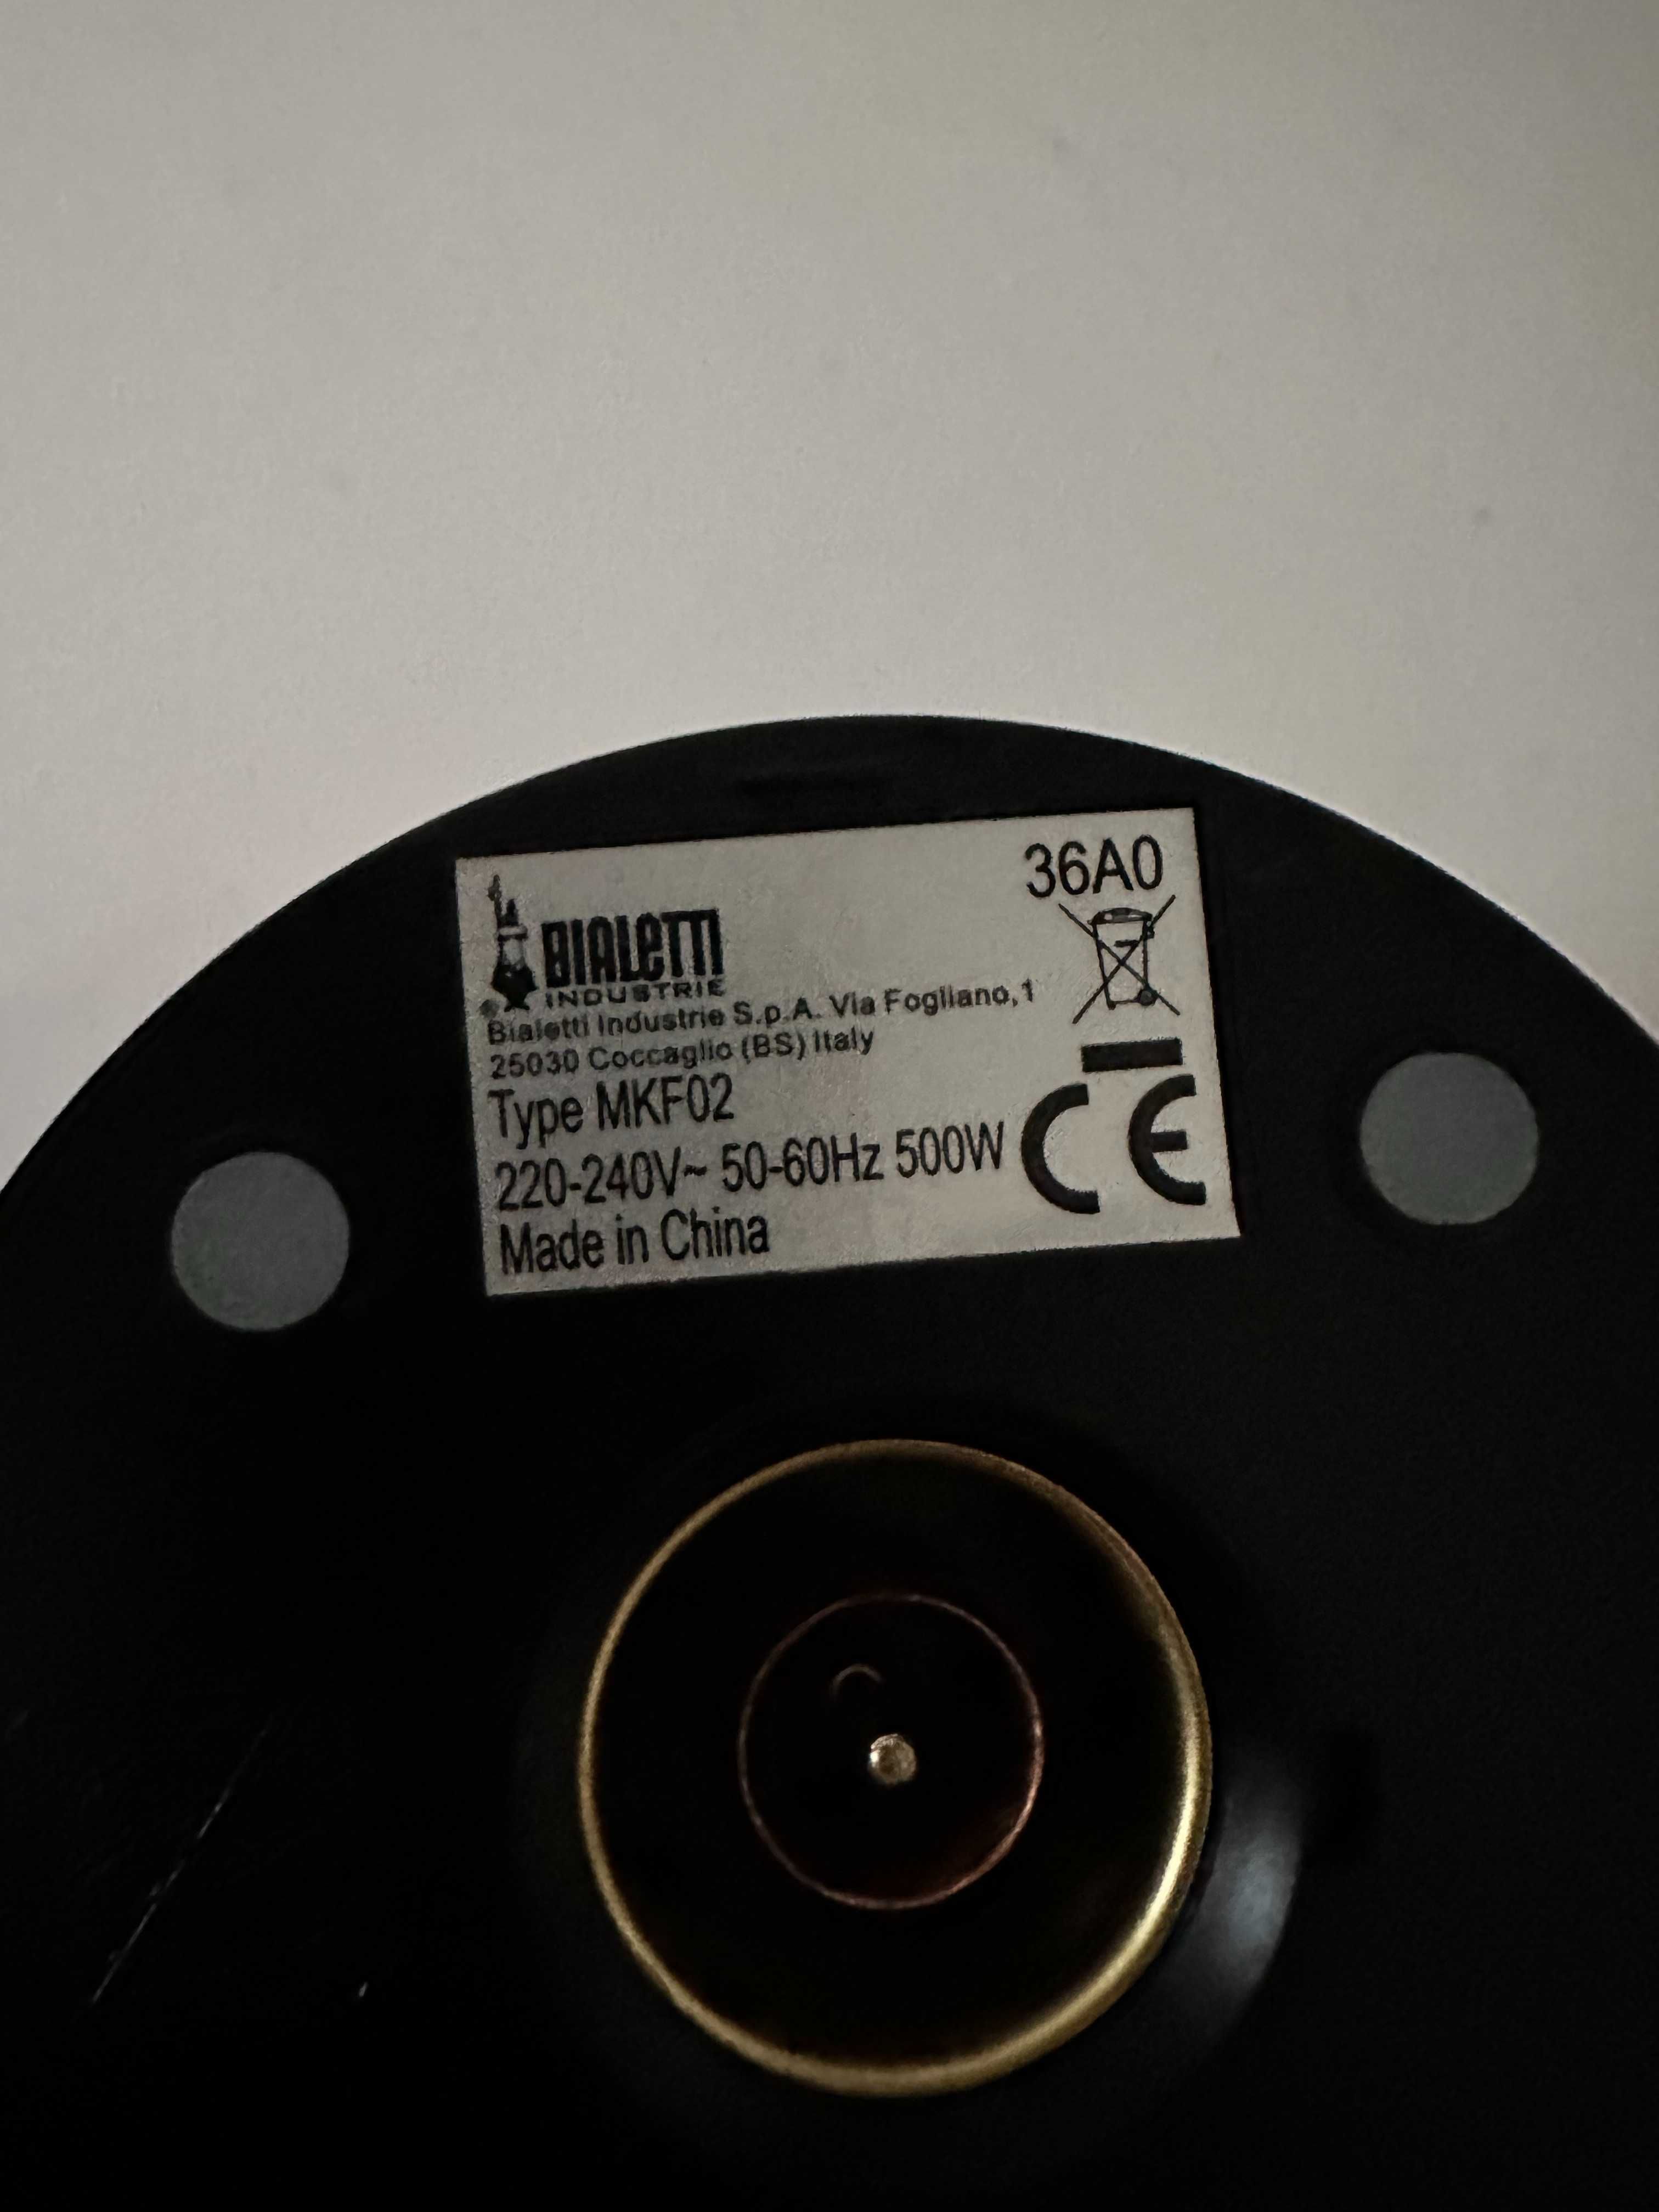 36A0
BIALETTI
INDUSTRIE
Bialetti Industrie S.p.A. Via Fogliano,1
25030 Coccaglio (BS) Italy
Type MKF02
220-240V~ 50-60Hz 500W
CE
Made in China